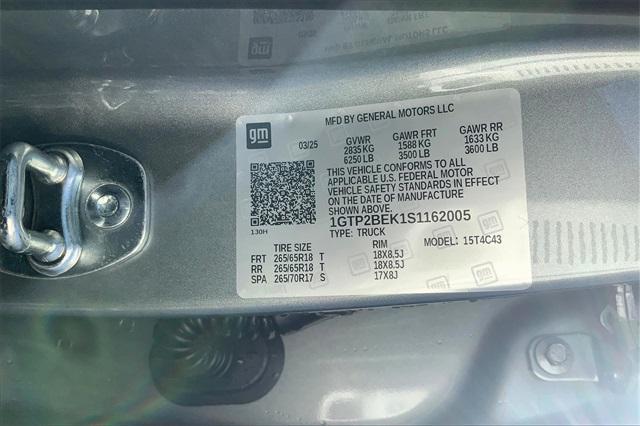 MFD BY GENERAL MOTORS LLC
gm
03/25
GVWR GAWR FRT GAWR RR
2835 KG 1588 KG 1633 KG
6250 LB 3500 LB 3600 LB
THIS VEHICLE CONFORMS TO ALL
APPLICABLE U.S. FEDERAL MOTOR
VEHICLE SAFETY STANDARDS IN EFFECT
ON THE DATE OF MANUFACTURE
SHOWN ABOVE.
1GTP2BEK1S1162005
130H
TYPE: TRUCK MODEL: 15T4C43
TIRE SIZE RIM
FRT 265/65R18 T 18X8.5J
RR 265/65R18 T 18X8.5J
SPA 265/70R17 S 17X8J